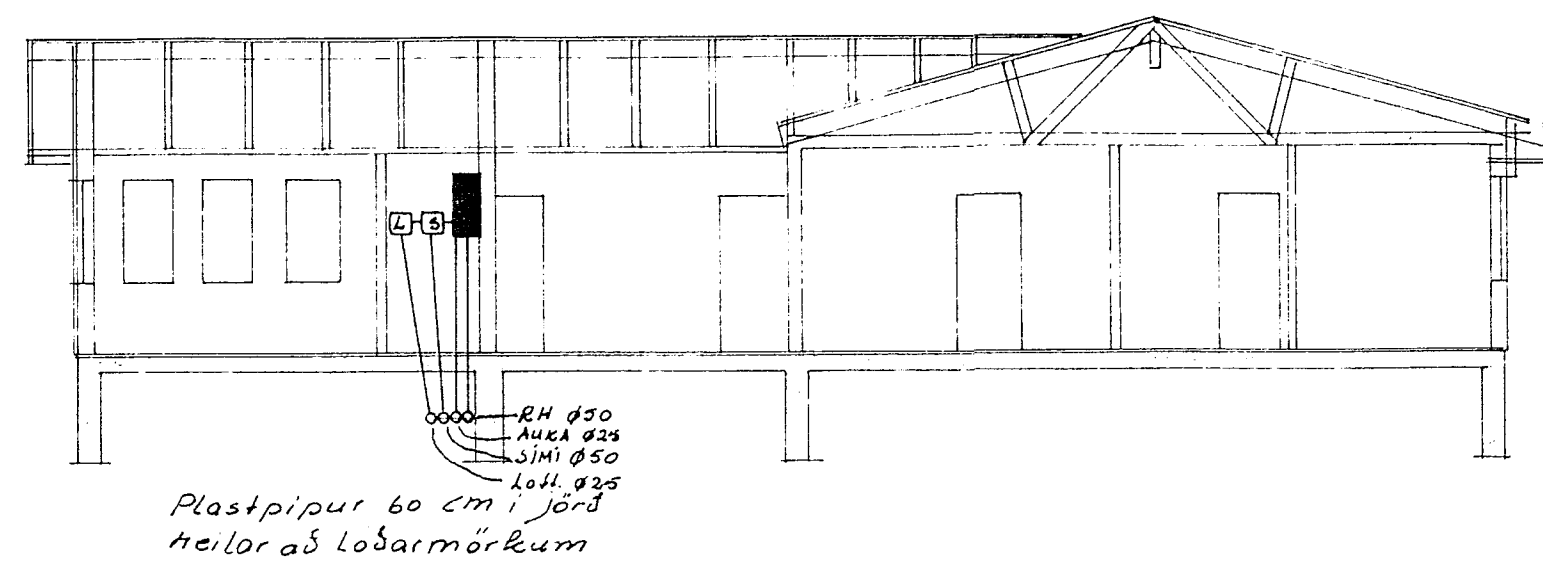 L S
RH ø50
AUKA ø25
SÍMI ø50
Loft. ø25
Plastpípur 60 cm í jörð
Heilar að Lóðarmörkum